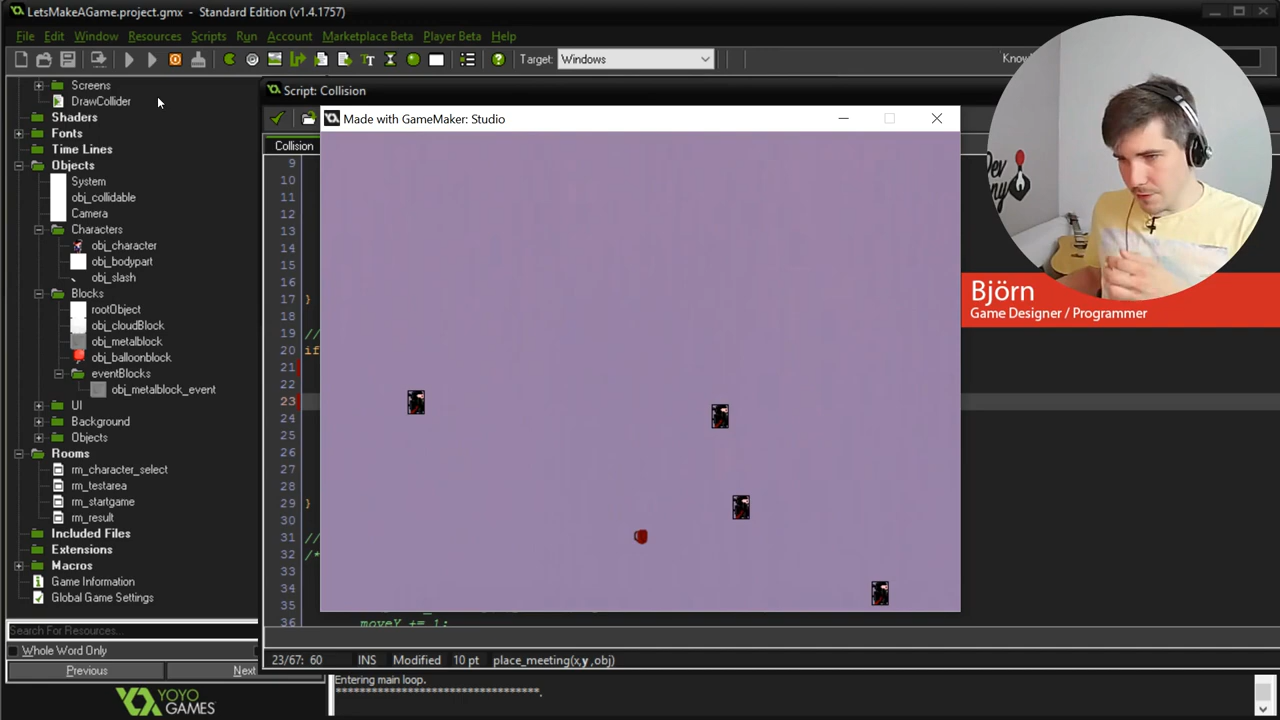 LetsMakeAGame.project.gmx - Standard Edition (v1.4.1757)
File Edit Window Resources Scripts Run Account Marketplace Beta Player Beta Help
Target: Windows
Screens
DrawCollider
Shaders
Fonts
Time Lines
Objects
System
obj_collidable
Camera
Characters
obj_character
obj_bodypart
obj_slash
Blocks
rootObject
obj_cloudBlock
obj_metalblock
obj_balloonblock
eventBlocks
obj_metalblock_event
UI
Background
Objects
Rooms
rm_character_select
rm_testarea
rm_startgame
rm_result
Included Files
Extensions
Macros
Game Information
Global Game Settings
Search For Resources...
Whole Word Only
Previous
Next
YOYO
GAMES™
Script: Collision
Collision
Made with GameMaker: Studio
9
10
11
12
13
14
15
16
17 }
18
19 //
20 if
21
22
23
24
25
26
27
28
29 }
30
31 //
32 /*
33
34
35
36 moveY += 1;
23/67: 60 INS Modified 10 pt place_meeting(x,y,obj)
Entering main loop.
*******************************.
Björn
Game Designer / Programmer